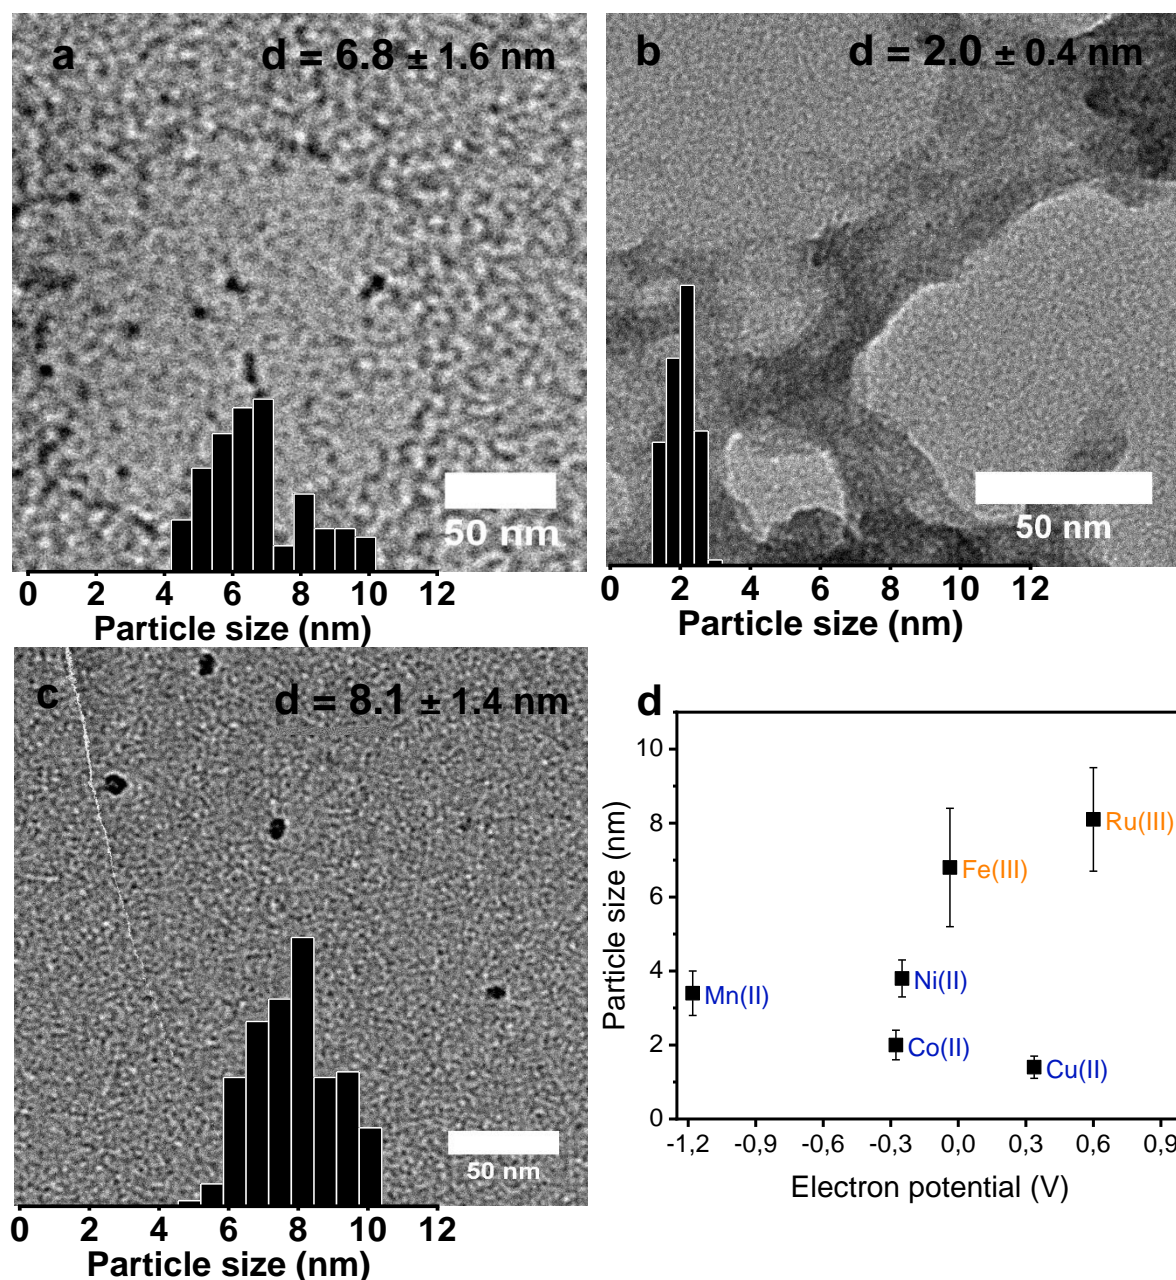 a
d = 6.8 ± 1.6 nm
50 nm
0 2 4 6 8 10 12
Particle size (nm)
b
d = 2.0 ± 0.4 nm
50 nm
0 2 4 6 8 10 12
Particle size (nm)
c
d = 8.1 ± 1.4 nm
50 nm
0 2 4 6 8 10 12
Particle size (nm)
d
Particle size (nm)
10
8
6
4
2
0
Ru(III)
Fe(III)
Ni(II)
Mn(II)
Co(II)
Cu(II)
-1,2 -0,9 -0,6 -0,3 0,0 0,3 0,6 0,9
Electron potential (V)